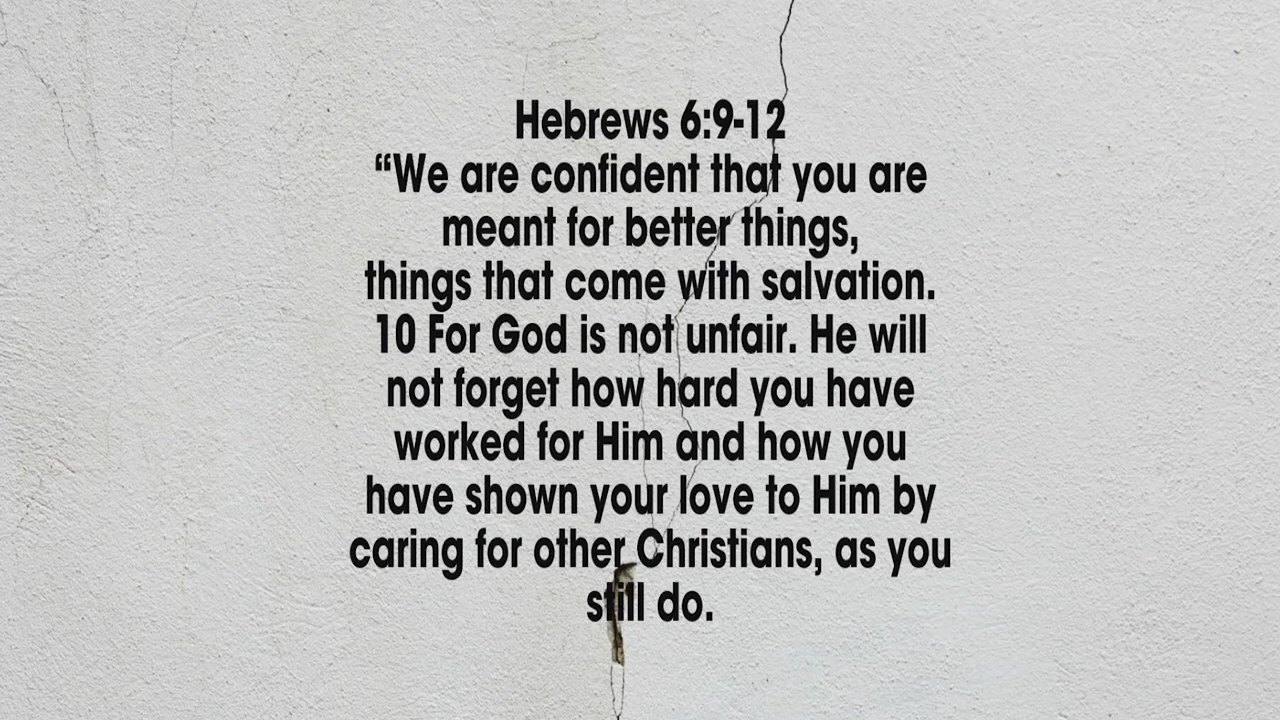 Hebrews 6:9-12
“We are confident that you are
meant for better things,
things that come with salvation.
10 For God is not unfair. He will
not forget how hard you have
worked for Him and how you
have shown your love to Him by
caring for other Christians, as you
still do.